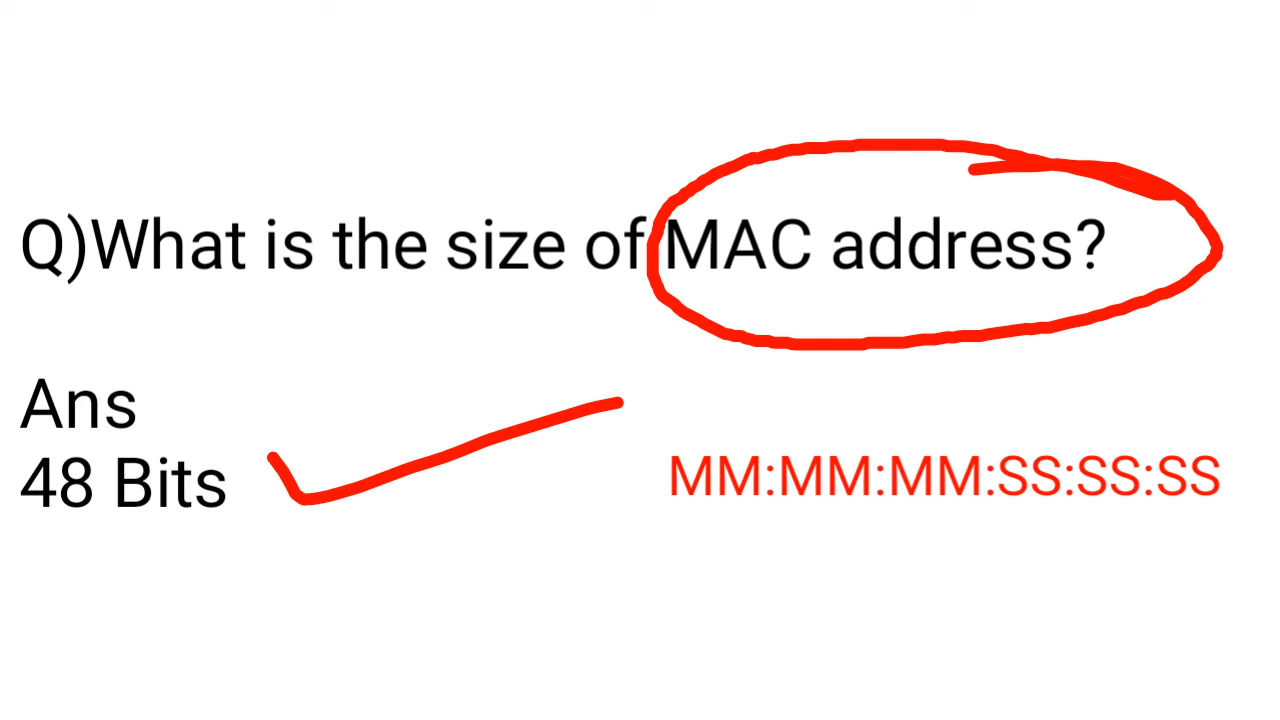 Q)What is the size of MAC address?
Ans
48 Bits
MM:MM:MM:SS:SS:SS